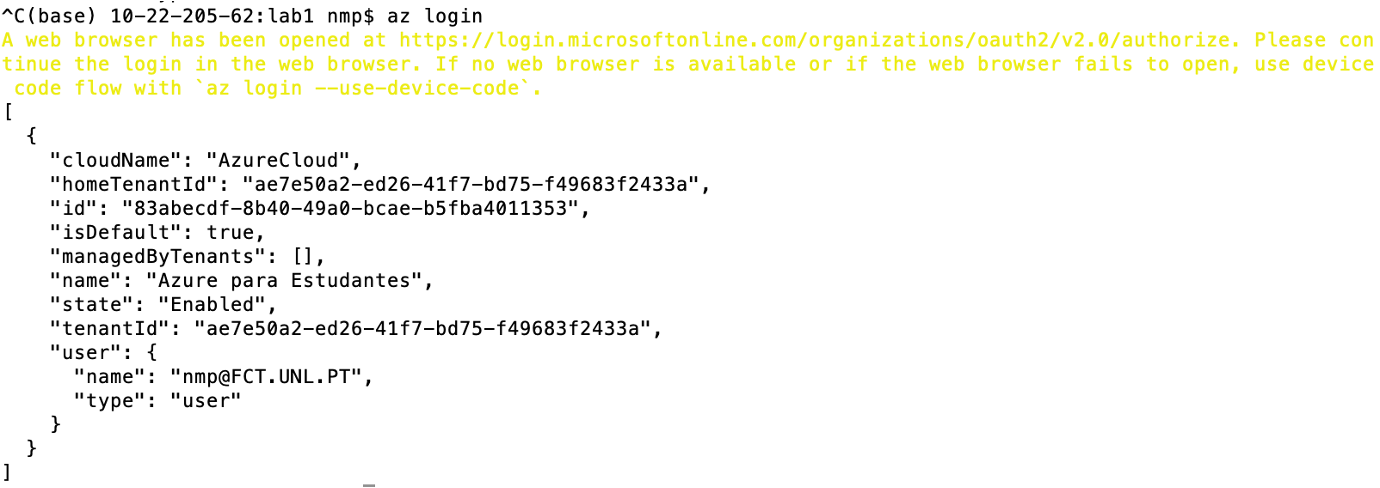 ^C(base) 10-22-205-62:lab1 nmp$ az login
A web browser has been opened at https://login.microsoftonline.com/organizations/oauth2/v2.0/authorize. Please con
tinue the login in the web browser. If no web browser is available or if the web browser fails to open, use device
 code flow with `az login --use-device-code`.
[
  {
    "cloudName": "AzureCloud",
    "homeTenantId": "ae7e50a2-ed26-41f7-bd75-f49683f2433a",
    "id": "83abecdf-8b40-49a0-bcae-b5fba4011353",
    "isDefault": true,
    "managedByTenants": [],
    "name": "Azure para Estudantes",
    "state": "Enabled",
    "tenantId": "ae7e50a2-ed26-41f7-bd75-f49683f2433a",
    "user": {
      "name": "nmp@FCT.UNL.PT",
      "type": "user"
    }
  }
]